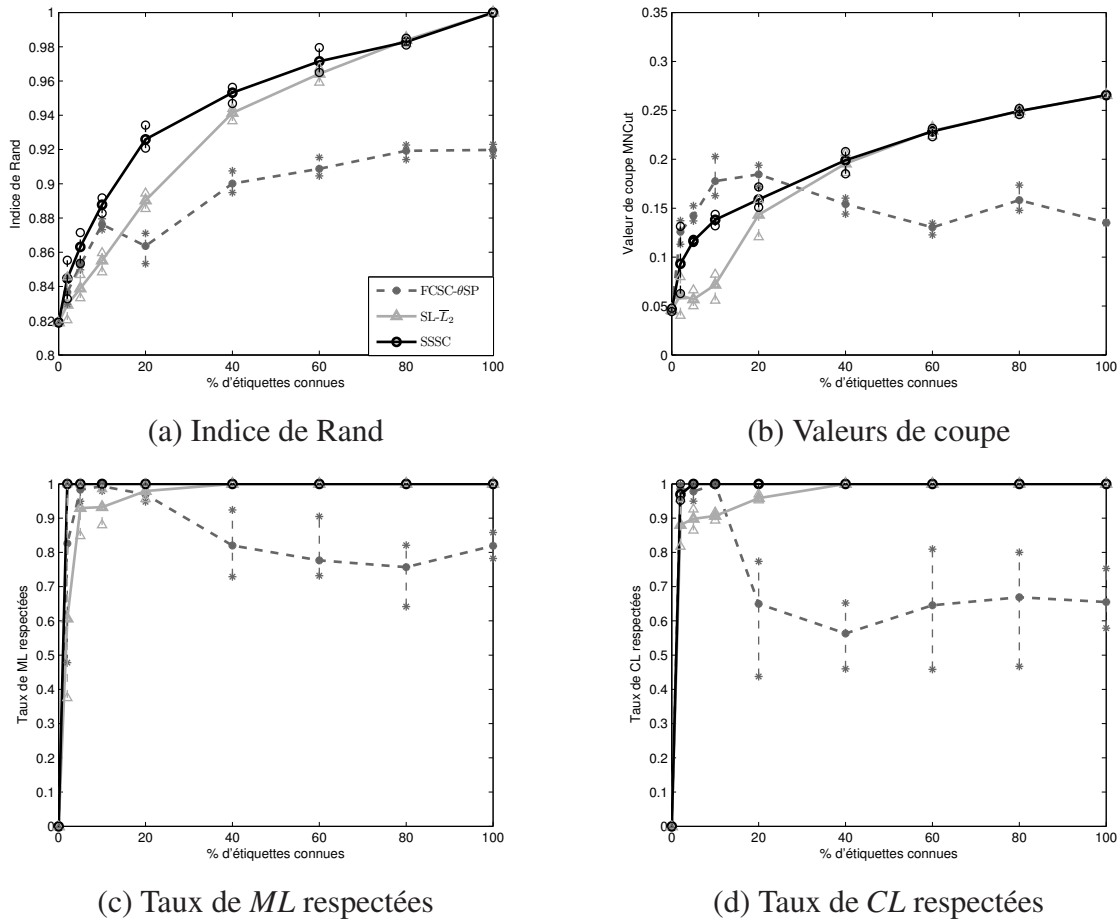 1
0.98
0.96
0.94
0.92
0.9
0.88
0.86
0.84
0.82
0.8
Indice de Rand
0 20 40 60 80 100
% d'étiquettes connues
FCSC-θSP
SL-L̅₂
SSSC
(a) Indice de Rand
0.35
0.3
0.25
0.2
0.15
0.1
0.05
0
Valeur de coupe MNCut
0 20 40 60 80 100
% d'étiquettes connues
(b) Valeurs de coupe
1
0.9
0.8
0.7
0.6
0.5
0.4
0.3
0.2
0.1
0
Taux de ML respectées
0 20 40 60 80 100
% d'étiquettes connues
(c) Taux de ML respectées
1
0.9
0.8
0.7
0.6
0.5
0.4
0.3
0.2
0.1
0
Taux de CL respectées
0 20 40 60 80 100
% d'étiquettes connues
(d) Taux de CL respectées